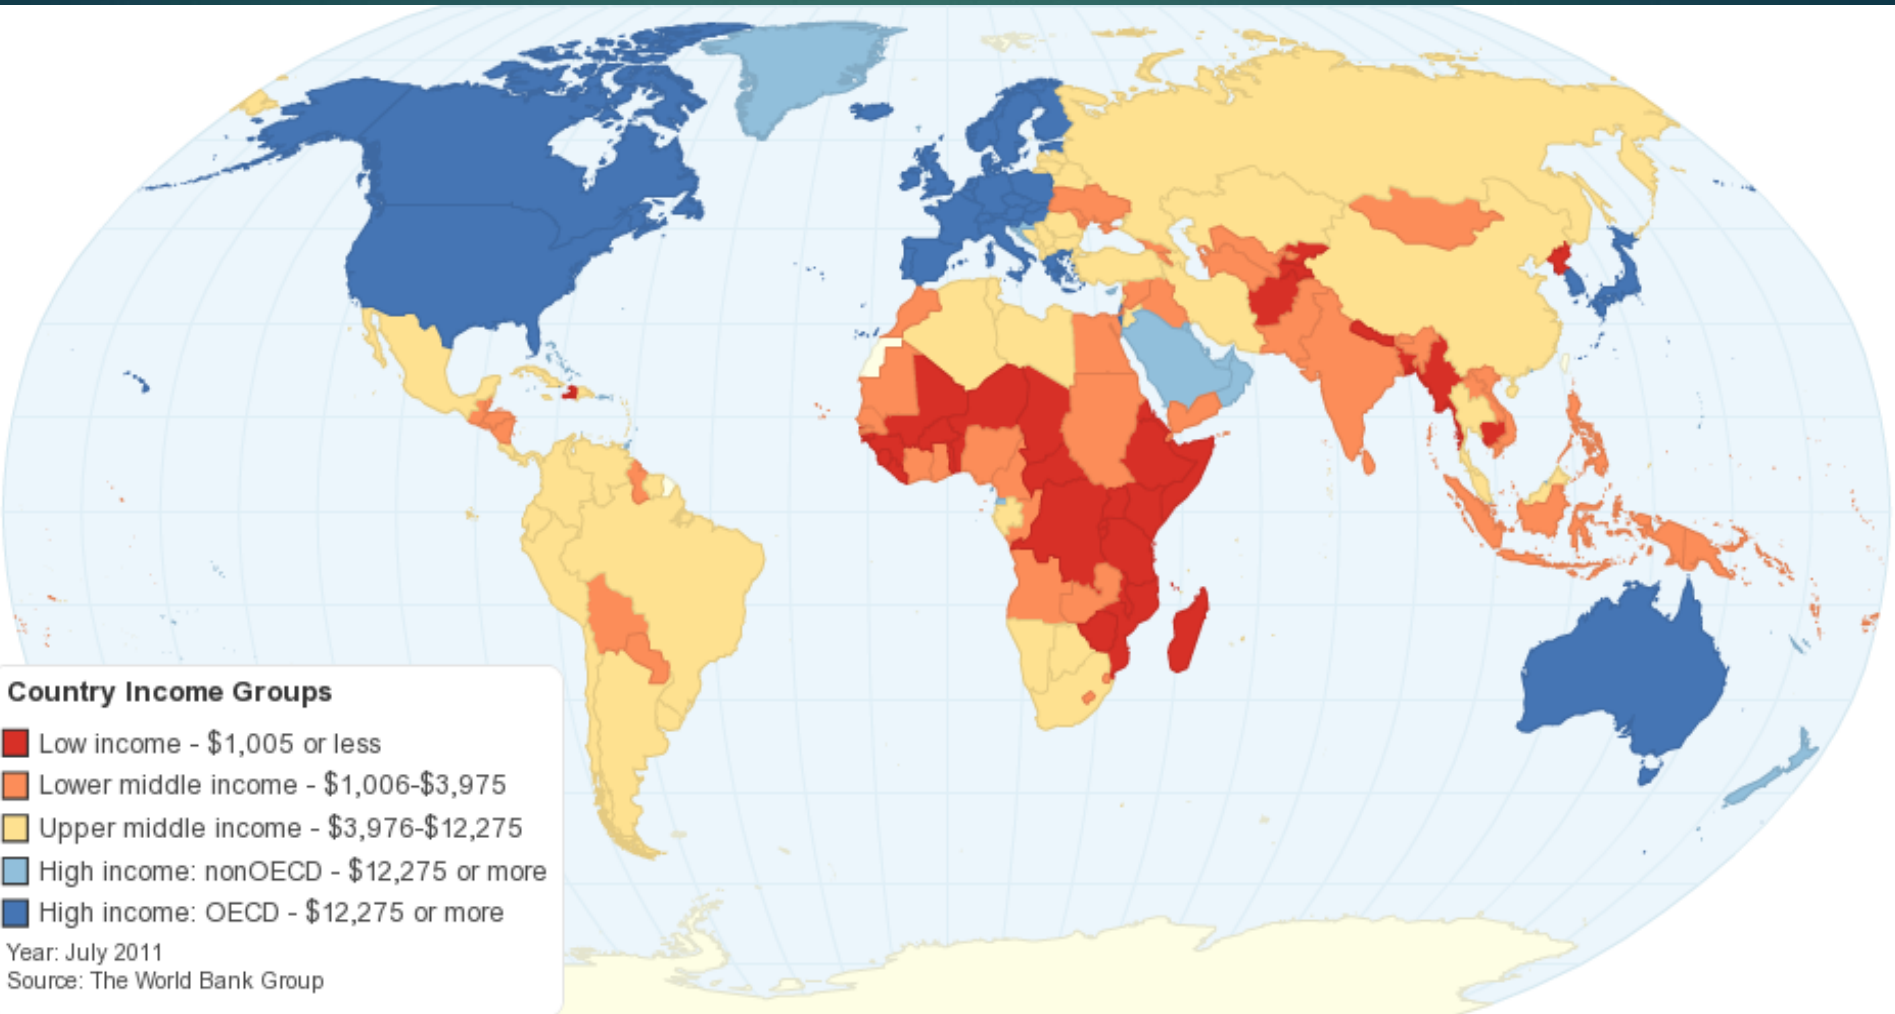 Country Income Groups
Low income - $1,005 or less
Lower middle income - $1,006-$3,975
Upper middle income - $3,976-$12,275
High income: nonOECD - $12,275 or more
High income: OECD - $12,275 or more
Year: July 2011
Source: The World Bank Group